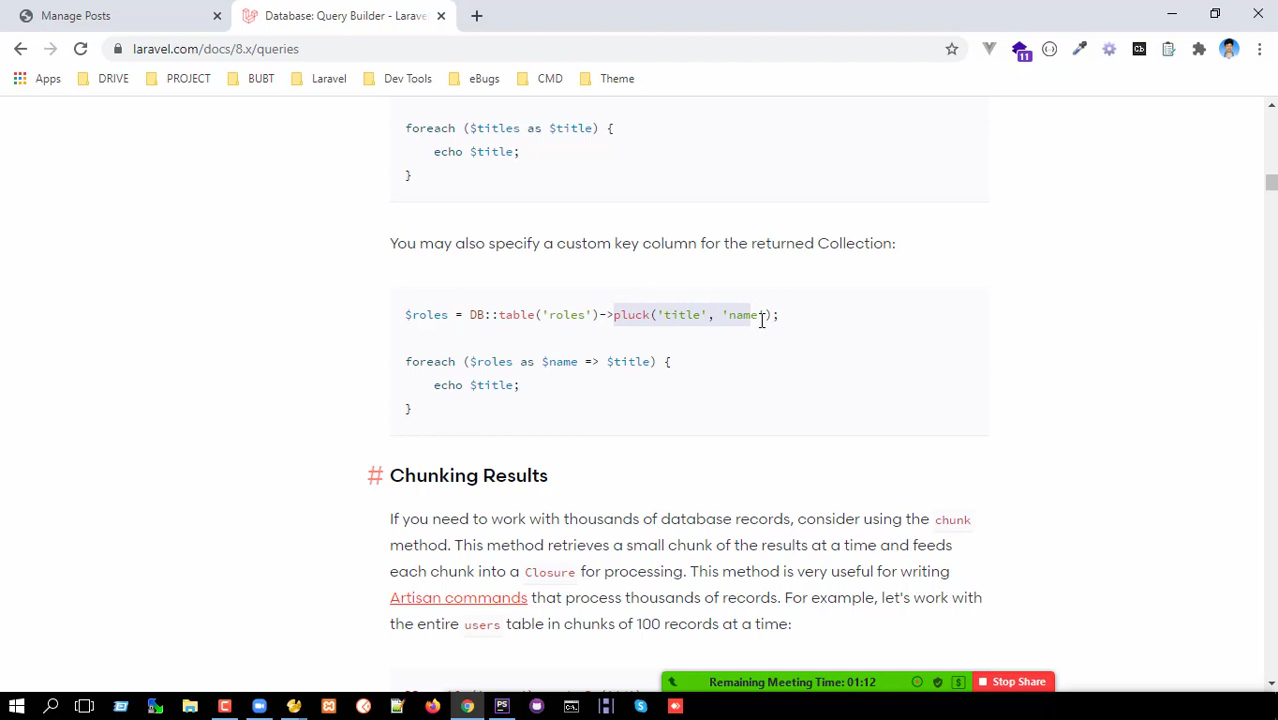 Manage Posts
Database: Query Builder - Larave
laravel.com/docs/8.x/queries
11
Cb
Apps
DRIVE
PROJECT
BUBT
Laravel
Dev Tools
eBugs
CMD
Theme
foreach ($titles as $title) {
echo $title;
}
You may also specify a custom key column for the returned Collection:
$roles = DB::table('roles')->pluck('title', 'name');
foreach ($roles as $name => $title) {
echo $title;
}
# Chunking Results
If you need to work with thousands of database records, consider using the chunk
method. This method retrieves a small chunk of the results at a time and feeds
each chunk into a Closure for processing. This method is very useful for writing
Artisan commands that process thousands of records. For example, let's work with
the entire users table in chunks of 100 records at a time:
Remaining Meeting Time: 01:12
$
Stop Share
PS